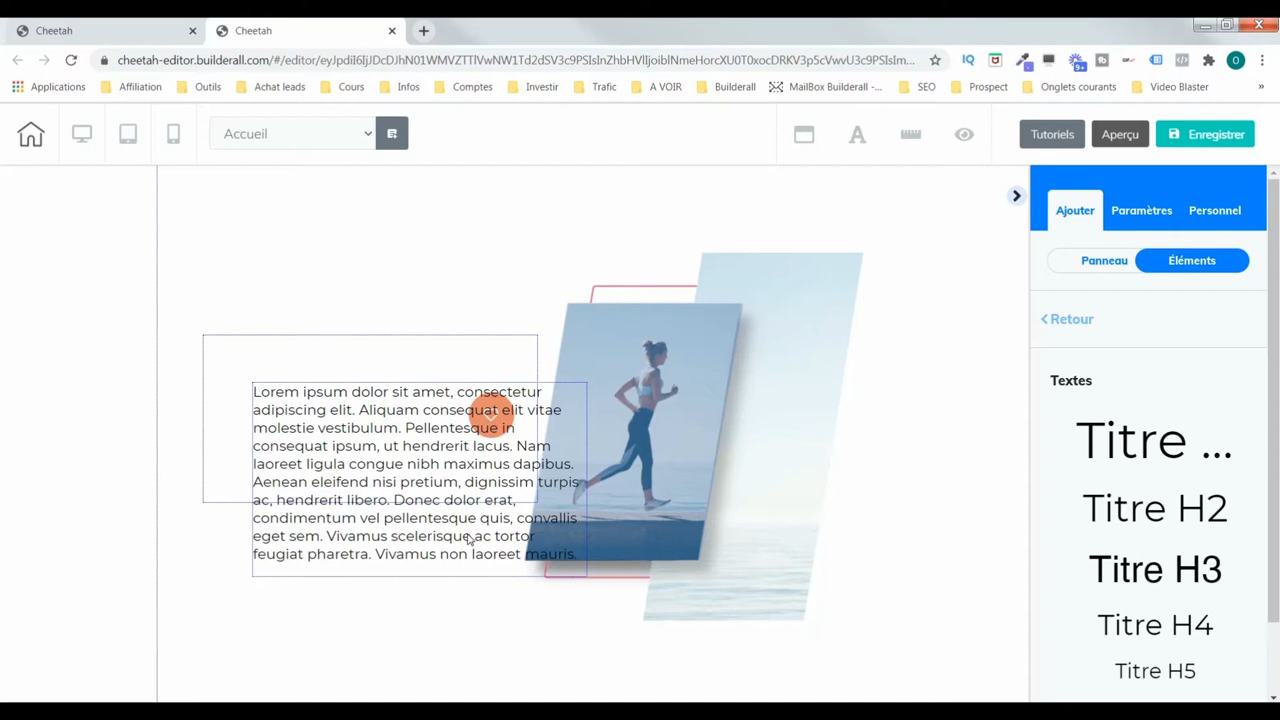 Cheetah
Cheetah
cheetah-editor.builderall.com/#/editor/
Applications
Affiliation
Outils
Achat leads
Cours
Infos
Comptes
Investir
Trafic
A VOIR
Builderall
MailBox Builderall -...
SEO
Prospect
Onglets courants
Video Blaster
»
Accueil
Tutoriels
Aperçu
Enregistrer
Ajouter
Paramètres
Personnel
Panneau
Éléments
Retour
Textes
Titre ...
Titre H2
Titre H3
Titre H4
Titre H5
Lorem ipsum dolor sit amet, consectetur
adipiscing elit. Aliquam consequat elit vitae
molestie vestibulum. Pellentesque in
consequat ipsum, ut hendrerit lacus. Nam
laoreet ligula congue nibh maximus dapibus.
Aenean eleifend nisi pretium, dignissim turpis
ac, hendrerit libero. Donec dolor erat,
condimentum vel pellentesque quis, convallis
eget sem. Vivamus scelerisque ac tortor
feugiat pharetra. Vivamus non laoreet mauris.